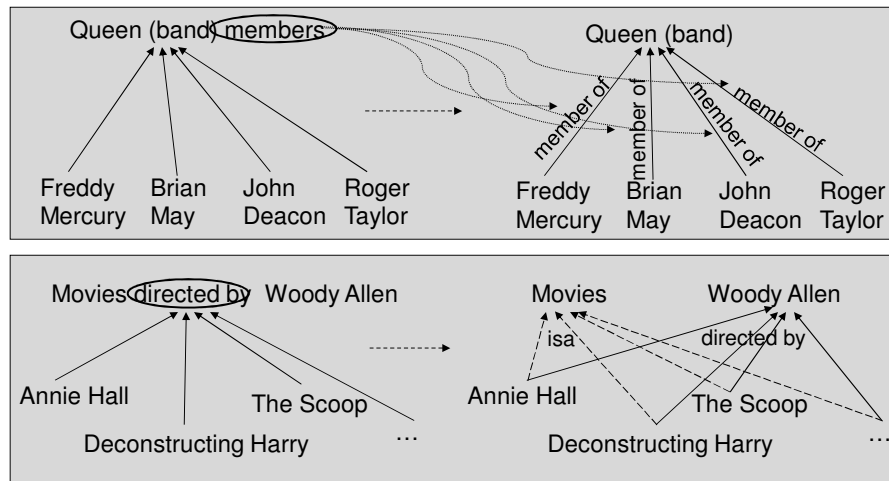 Queen (band) members
Freddy Mercury
Brian May
John Deacon
Roger Taylor
Queen (band)
member of
member of
member of
member of
Freddy Mercury
Brian May
John Deacon
Roger Taylor
Movies directed by Woody Allen
Annie Hall
The Scoop
Deconstructing Harry
...
Movies
Woody Allen
isa
directed by
Annie Hall
The Scoop
Deconstructing Harry
...